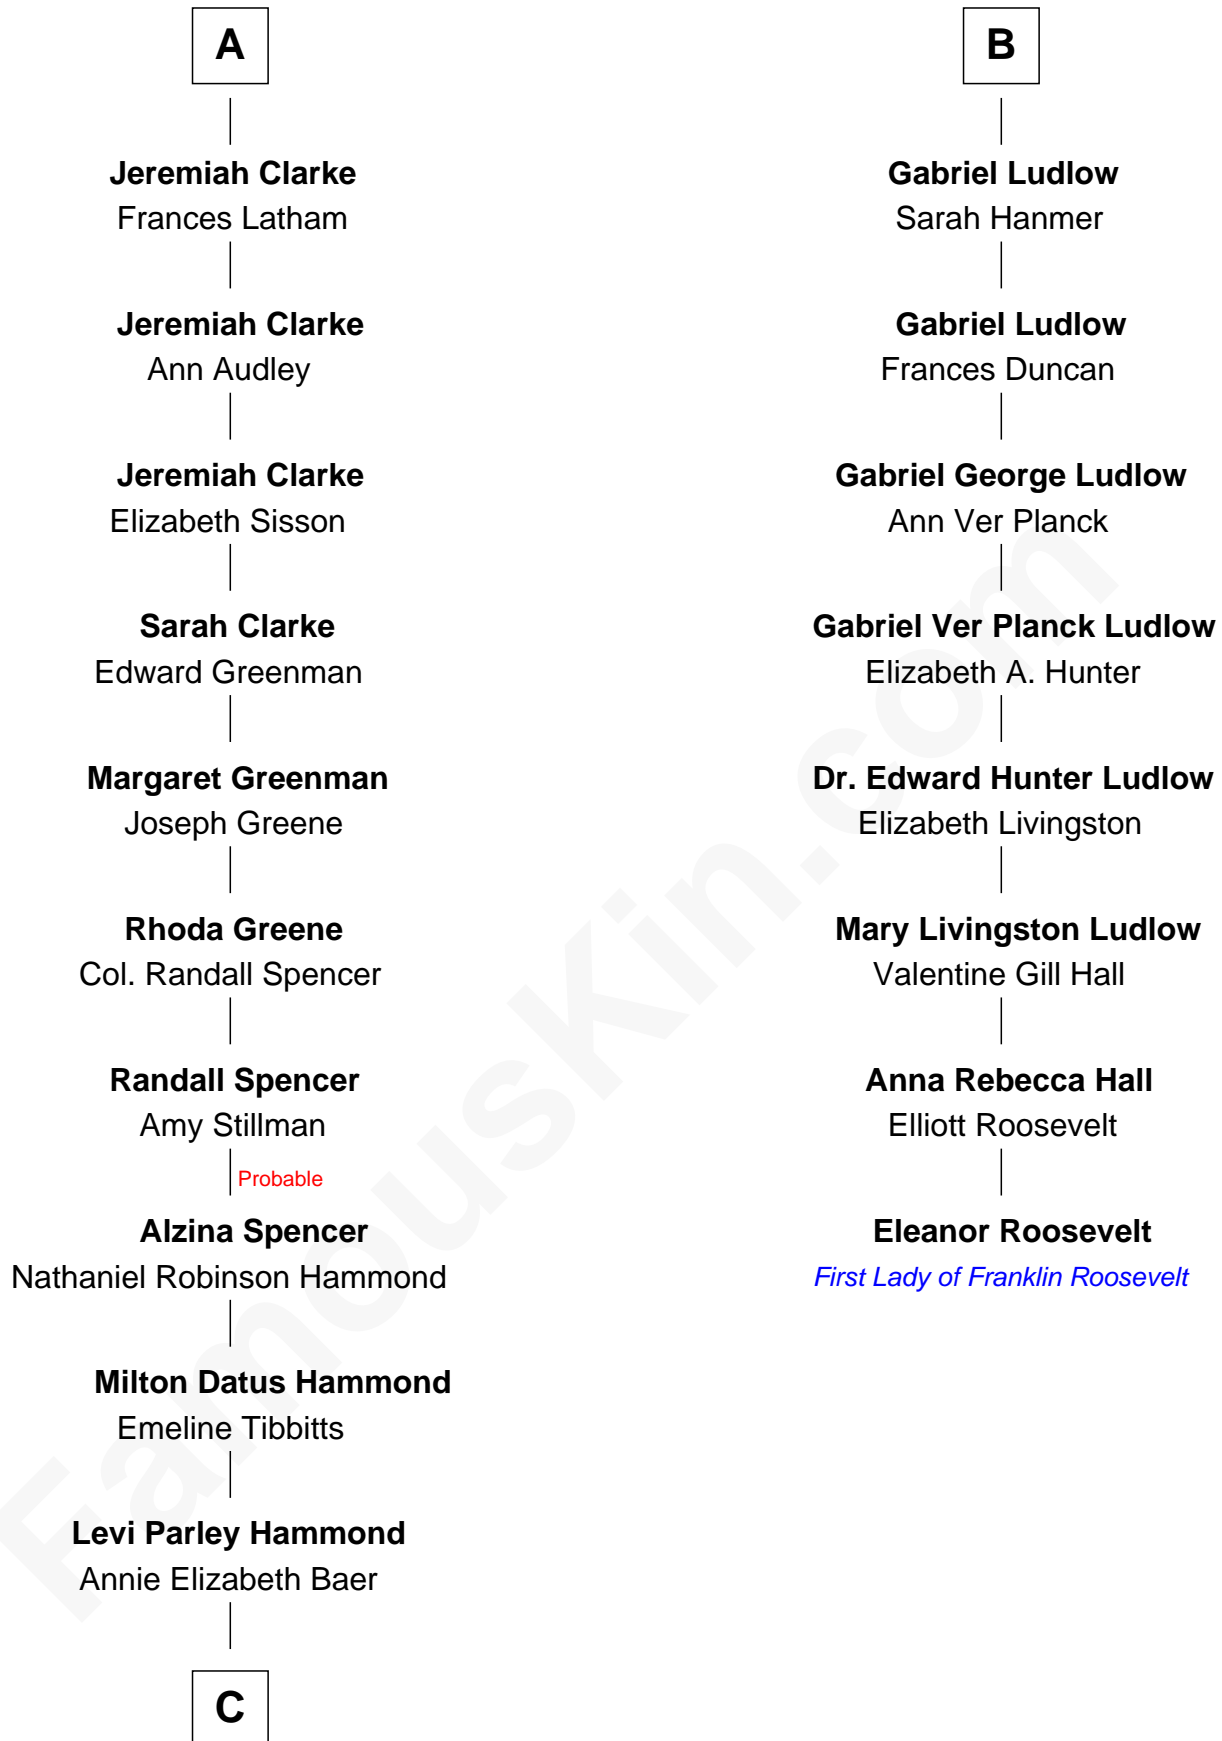 A
Jeremiah Clarke
Frances Latham
Jeremiah Clarke
Ann Audley
Jeremiah Clarke
Elizabeth Sisson
Sarah Clarke
Edward Greenman
Margaret Greenman
Joseph Greene
Rhoda Greene
Col. Randall Spencer
Randall Spencer
Amy Stillman
Probable
Alzina Spencer
Nathaniel Robinson Hammond
Milton Datus Hammond
Emeline Tibbitts
Levi Parley Hammond
Annie Elizabeth Baer
C
B
Gabriel Ludlow
Sarah Hanmer
Gabriel Ludlow
Frances Duncan
Gabriel George Ludlow
Ann Ver Planck
Gabriel Ver Planck Ludlow
Elizabeth A. Hunter
Dr. Edward Hunter Ludlow
Elizabeth Livingston
Mary Livingston Ludlow
Valentine Gill Hall
Anna Rebecca Hall
Elliott Roosevelt
Eleanor Roosevelt
First Lady of Franklin Roosevelt
FamousKin.com